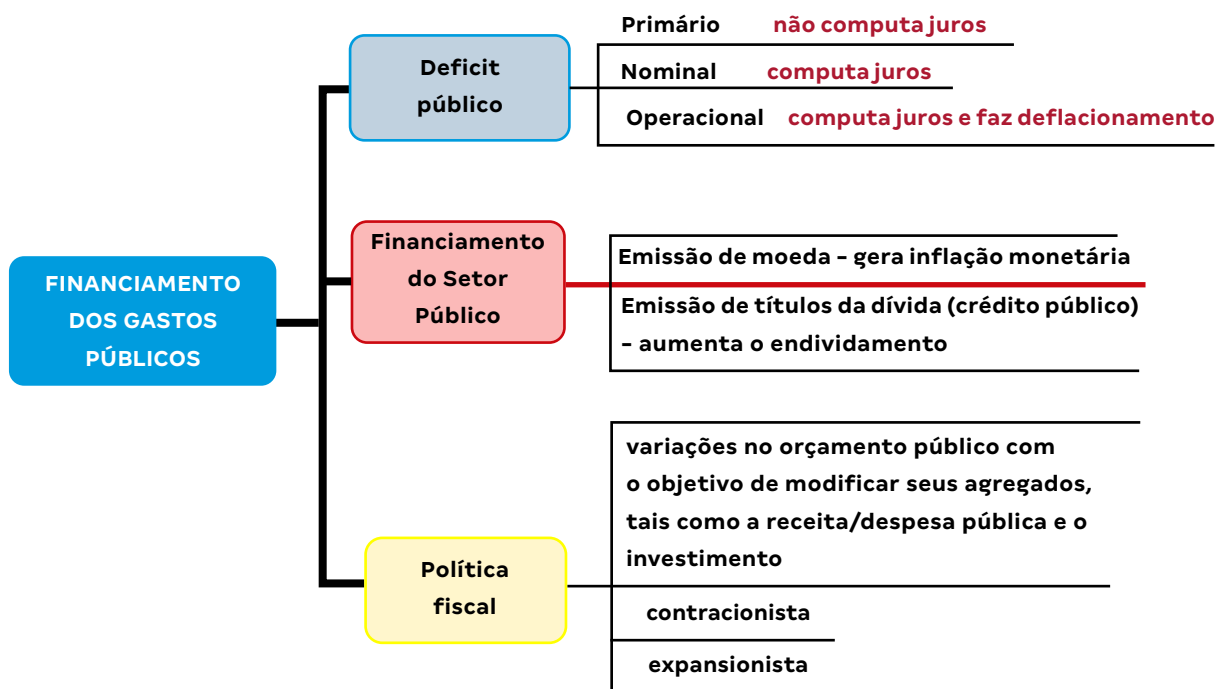 FINANCIAMENTO
DOS GASTOS
PÚBLICOS
Deficit
público
Primário não computa juros
Nominal computa juros
Operacional computa juros e faz deflacionamento
Financiamento
do Setor
Público
Emissão de moeda – gera inflação monetária
Emissão de títulos da dívida (crédito público)
– aumenta o endividamento
Política
fiscal
variações no orçamento público com
o objetivo de modificar seus agregados,
tais como a receita/despesa pública e o
investimento
contracionista
expansionista